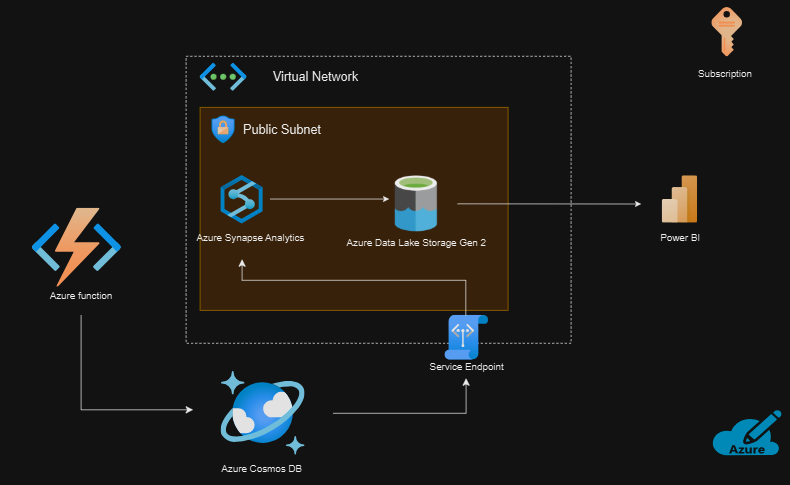 Subscription
Virtual Network
Public Subnet
Azure Synapse Analytics
Azure Data Lake Storage Gen 2
Power BI
Azure function
Service Endpoint
Azure Cosmos DB
Azure